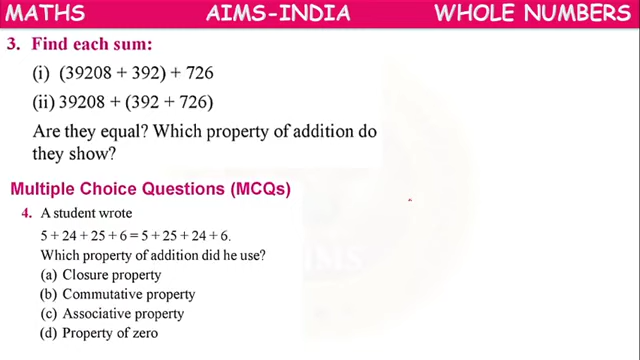 MATHS AIMS-INDIA WHOLE NUMBERS
3. Find each sum:
(i) (39208 + 392) + 726
(ii) 39208 + (392 + 726)
Are they equal? Which property of addition do
they show?
Multiple Choice Questions (MCQs)
4. A student wrote
5 + 24 + 25 + 6 = 5 + 25 + 24 + 6.
Which property of addition did he use?
(a) Closure property
(b) Commutative property
(c) Associative property
(d) Property of zero